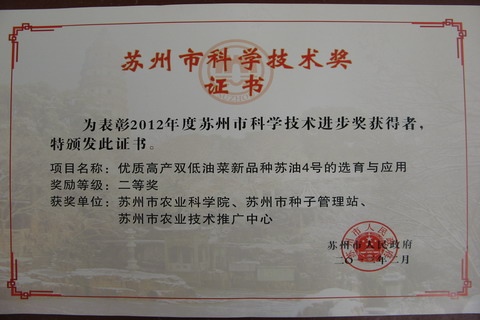 苏州市科学技术奖
证书
为表彰2012年度苏州市科学技术进步奖获得者，
特颁发此证书。
项目名称：优质高产双低油菜新品种苏油4号的选育与应用
奖励等级：二等奖
获奖单位：苏州市农业科学院、苏州市种子管理站、
苏州市农业技术推广中心
苏州市人民政府
二〇 年二月